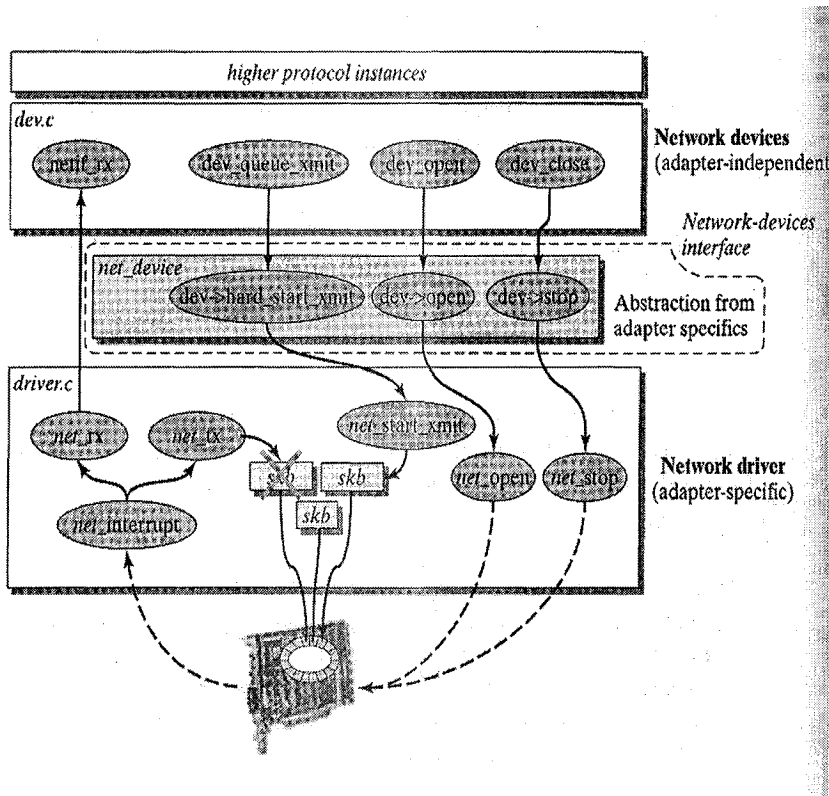 higher protocol instances
dev.c
netif_rx
dev_queue_xmit
dev_open
dev_close
Network devices
(adapter-independent
Network-devices
interface
net_device
dev->hard_start_xmit
dev->open
dev->stop
Abstraction from
adapter specifics
driver.c
net_rx
net_tx
net_start_xmit
skb
skb
skb
net_open
net_stop
net_interrupt
Network driver
(adapter-specific)